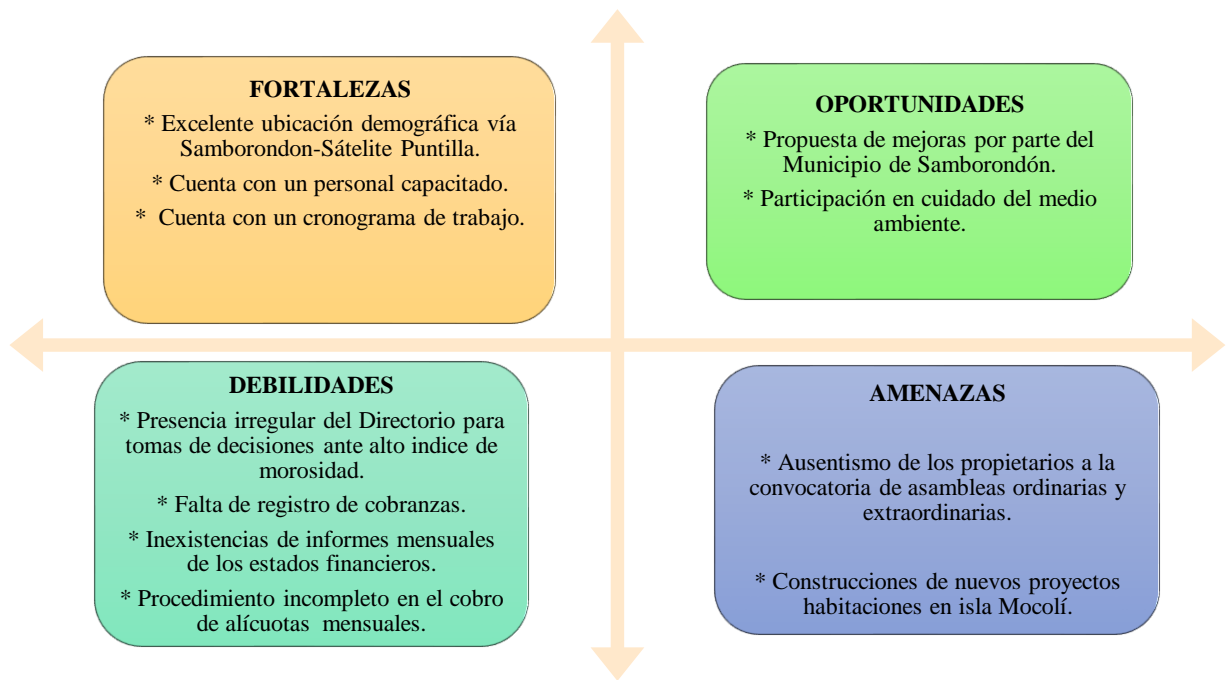 FORTALEZAS
* Excelente ubicación demográfica vía
Samborondon-Sátelite Puntilla.
* Cuenta con un personal capacitado.
* Cuenta con un cronograma de trabajo.
OPORTUNIDADES
* Propuesta de mejoras por parte del
Municipio de Samborondón.
* Participación en cuidado del medio
ambiente.
DEBILIDADES
* Presencia irregular del Directorio para
tomas de decisiones ante alto indice de
morosidad.
* Falta de registro de cobranzas.
* Inexistencias de informes mensuales
de los estados financieros.
* Procedimiento incompleto en el cobro
de alícuotas mensuales.
AMENAZAS
* Ausentismo de los propietarios a la
convocatoria de asambleas ordinarias y
extraordinarias.
* Construcciones de nuevos proyectos
habitaciones en isla Mocolí.